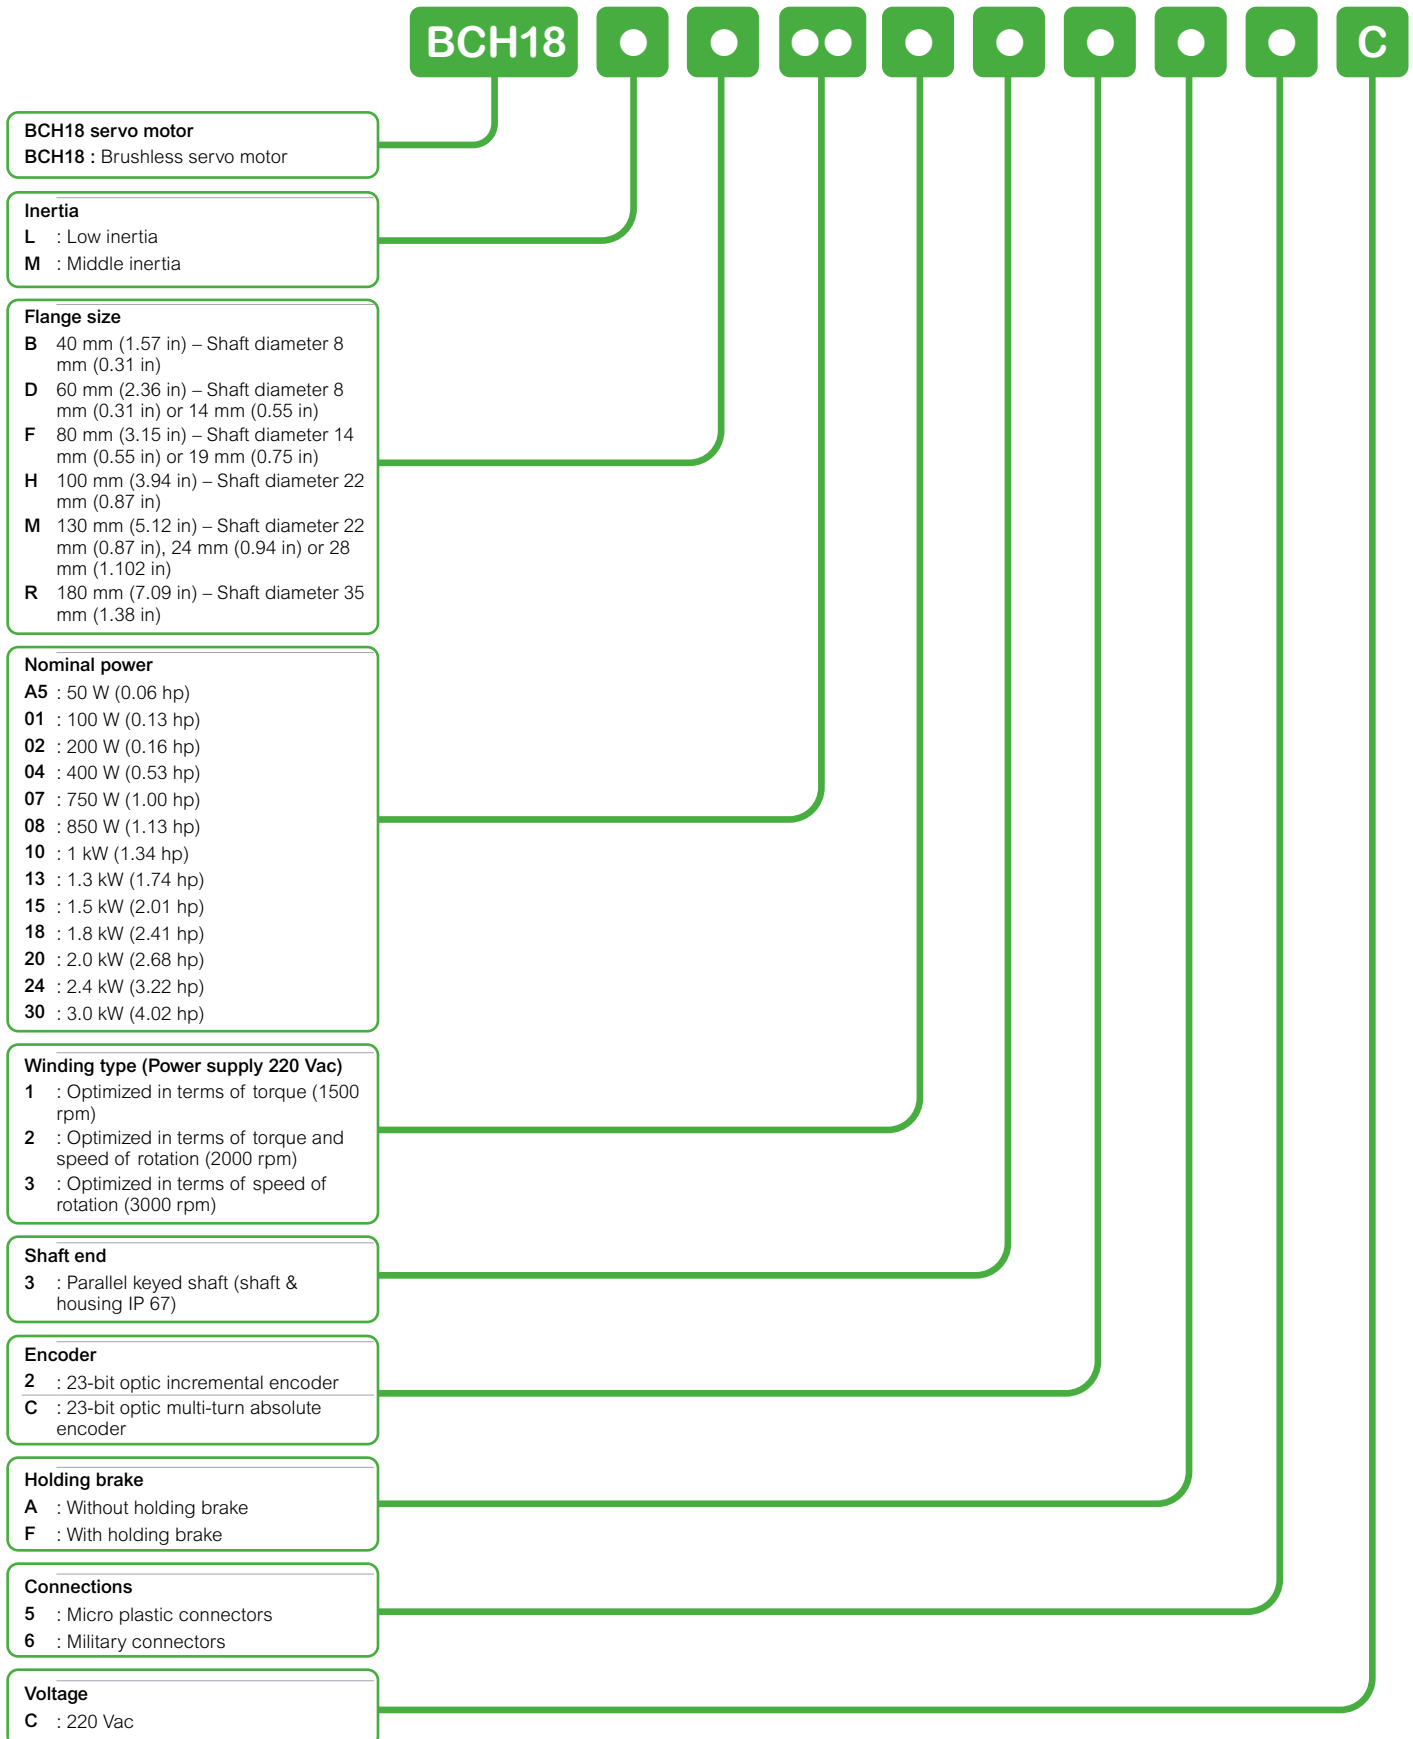 BCH18 ● ● ●● ● ● ● ● ● C
BCH18 servo motor
BCH18 : Brushless servo motor
Inertia
L : Low inertia
M : Middle inertia
Flange size
B 40 mm (1.57 in) – Shaft diameter 8
mm (0.31 in)
D 60 mm (2.36 in) – Shaft diameter 8
mm (0.31 in) or 14 mm (0.55 in)
F 80 mm (3.15 in) – Shaft diameter 14
mm (0.55 in) or 19 mm (0.75 in)
H 100 mm (3.94 in) – Shaft diameter 22
mm (0.87 in)
M 130 mm (5.12 in) – Shaft diameter 22
mm (0.87 in), 24 mm (0.94 in) or 28
mm (1.102 in)
R 180 mm (7.09 in) – Shaft diameter 35
mm (1.38 in)
Nominal power
A5 : 50 W (0.06 hp)
01 : 100 W (0.13 hp)
02 : 200 W (0.16 hp)
04 : 400 W (0.53 hp)
07 : 750 W (1.00 hp)
08 : 850 W (1.13 hp)
10 : 1 kW (1.34 hp)
13 : 1.3 kW (1.74 hp)
15 : 1.5 kW (2.01 hp)
18 : 1.8 kW (2.41 hp)
20 : 2.0 kW (2.68 hp)
24 : 2.4 kW (3.22 hp)
30 : 3.0 kW (4.02 hp)
Winding type (Power supply 220 Vac)
1 : Optimized in terms of torque (1500
rpm)
2 : Optimized in terms of torque and
speed of rotation (2000 rpm)
3 : Optimized in terms of speed of
rotation (3000 rpm)
Shaft end
3 : Parallel keyed shaft (shaft &
housing IP 67)
Encoder
2 : 23-bit optic incremental encoder
C : 23-bit optic multi-turn absolute
encoder
Holding brake
A : Without holding brake
F : With holding brake
Connections
5 : Micro plastic connectors
6 : Military connectors
Voltage
C : 220 Vac